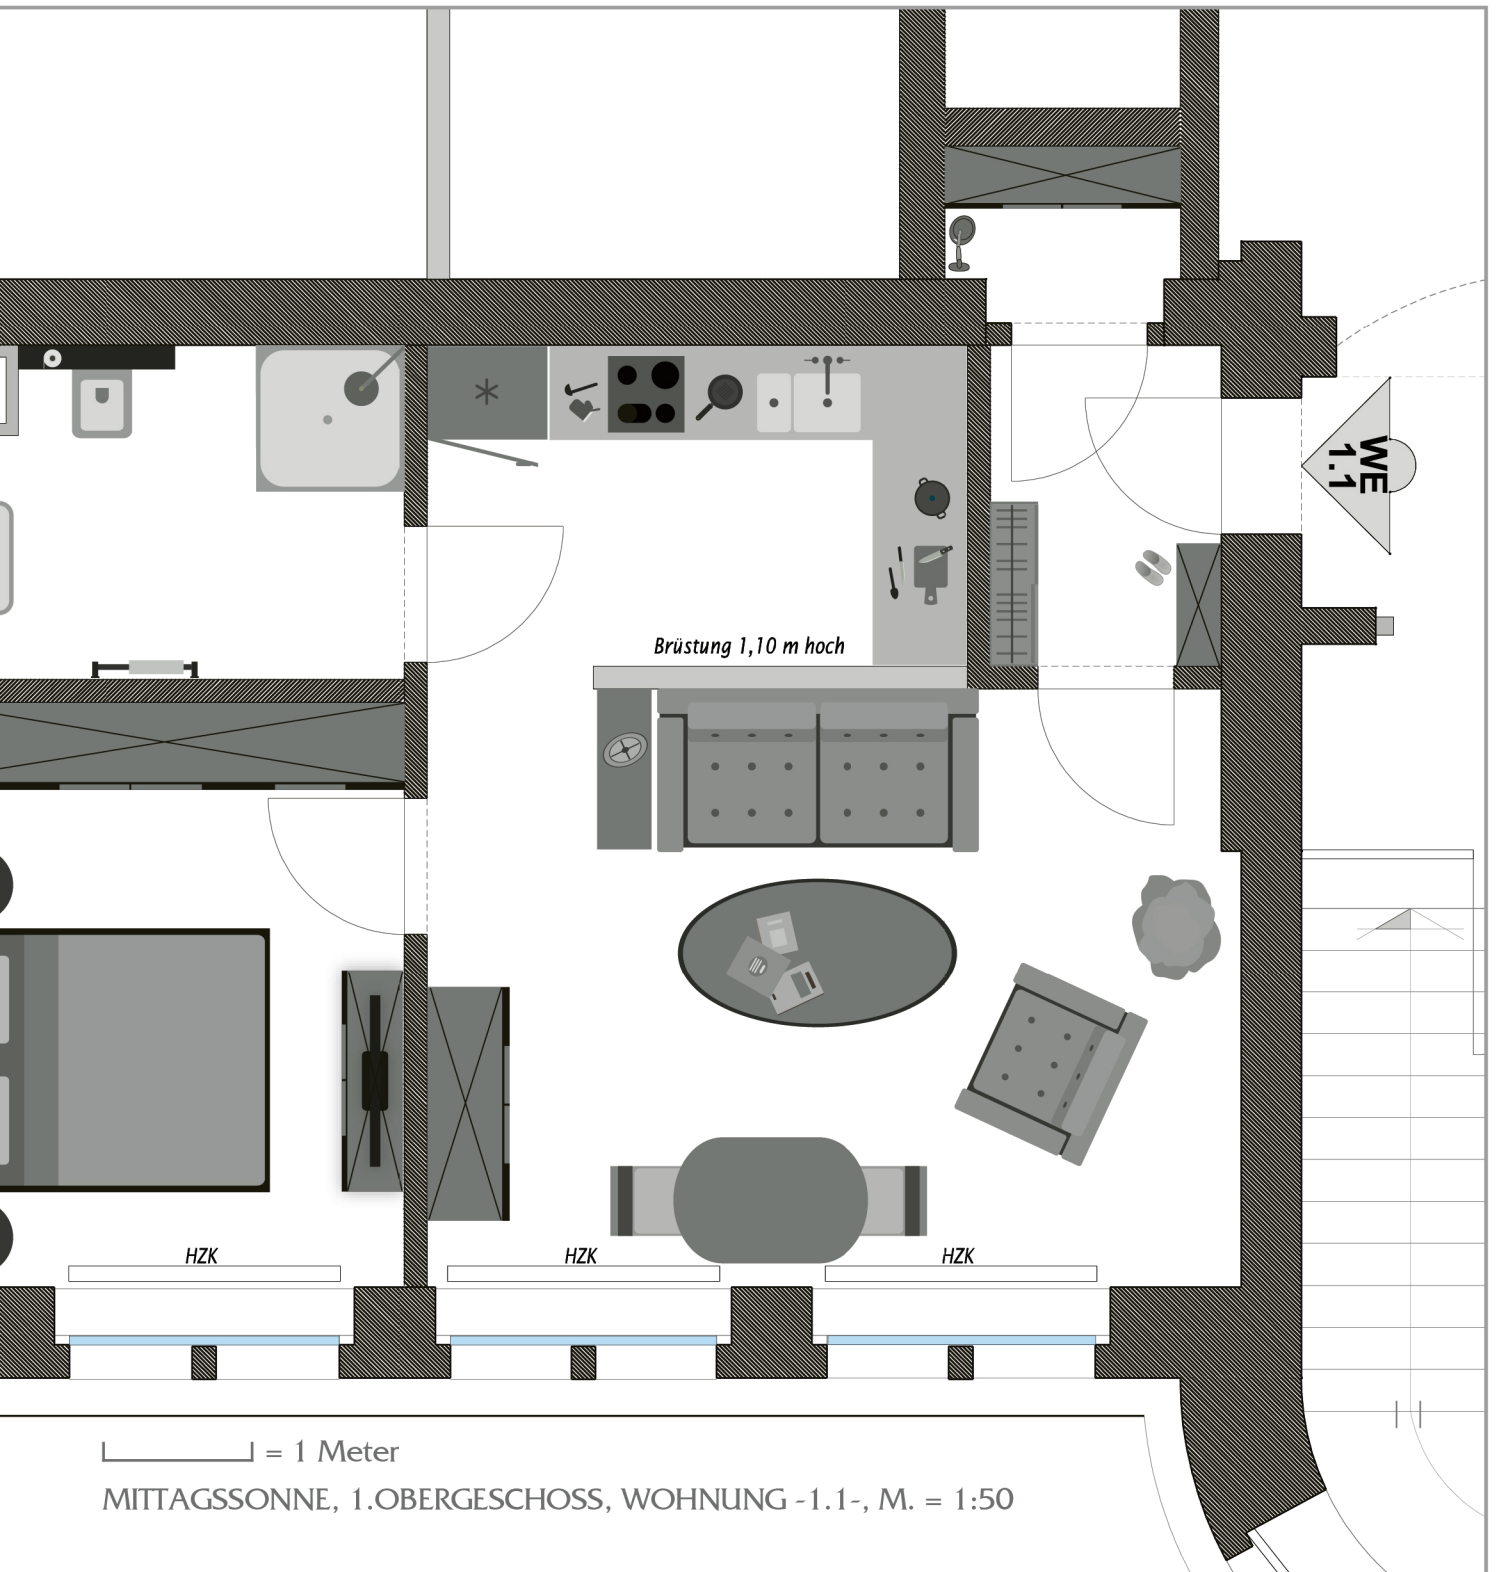 WE
1.1
Brüstung 1,10 m hoch
HZK
HZK
HZK
= 1 Meter
MITTAGSSONNE, 1.OBERGESCHOSS, WOHNUNG -1.1-, M. = 1:50